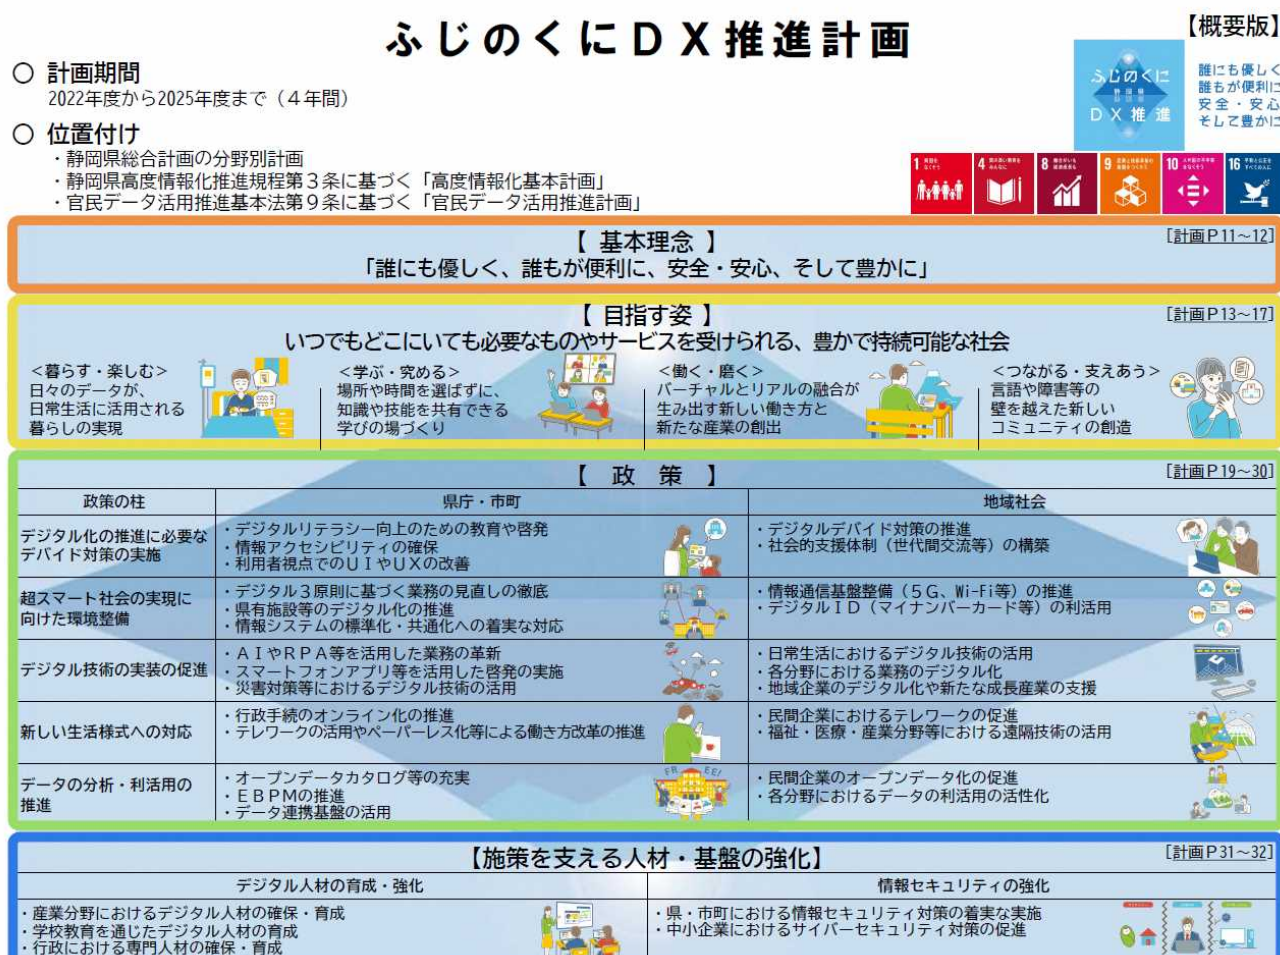 ふじのくにＤＸ推進計画
【概要版】
○ 計画期間
2022年度から2025年度まで（４年間）
○ 位置付け
・静岡県総合計画の分野別計画
・静岡県高度情報化推進規程第３条に基づく「高度情報化基本計画」
・官民データ活用推進基本法第９条に基づく「官民データ活用推進計画」
ふじのくに
静岡県
ＤＸ推進
誰にも優しく
誰もが便利に
安全・安心
そして豊かに
1
4
8
9
10
16
【 基本理念 】
[計画Ｐ11～12]
「誰にも優しく、誰もが便利に、安全・安心、そして豊かに」
【 目指す姿 】
[計画Ｐ13～17]
いつでもどこにいても必要なものやサービスを受けられる、豊かで持続可能な社会
＜暮らす・楽しむ＞
日々のデータが、
日常生活に活用される
暮らしの実現
＜学ぶ・究める＞
場所や時間を選ばずに、
知識や技能を共有できる
学びの場づくり
＜働く・磨く＞
バーチャルとリアルの融合が
生み出す新しい働き方と
新たな産業の創出
＜つながる・支えあう＞
言語や障害等の
壁を越えた新しい
コミュニティの創造
【　政　策　】
[計画Ｐ19～30]
政策の柱
県庁・市町
地域社会
デジタル化の推進に必要な
デバイド対策の実施
・デジタルリテラシー向上のための教育や啓発
・情報アクセシビリティの確保
・利用者視点でのＵＩやＵＸの改善
・デジタルデバイド対策の推進
・社会的支援体制（世代間交流等）の構築
超スマート社会の実現に
向けた環境整備
・デジタル３原則に基づく業務の見直しの徹底
・県有施設等のデジタル化の推進
・情報システムの標準化・共通化への着実な対応
・情報通信基盤整備（５Ｇ、Wi-Fi等）の推進
・デジタルＩＤ（マイナンバーカード等）の利活用
デジタル技術の実装の促進
・ＡＩやＲＰＡ等を活用した業務の革新
・スマートフォンアプリ等を活用した啓発の実施
・災害対策等におけるデジタル技術の活用
・日常生活におけるデジタル技術の活用
・各分野における業務のデジタル化
・地域企業のデジタル化や新たな成長産業の支援
新しい生活様式への対応
・行政手続のオンライン化の推進
・テレワークの活用やペーパーレス化等による働き方改革の推進
・民間企業におけるテレワークの促進
・福祉・医療・産業分野等における遠隔技術の活用
データの分析・利活用の
推進
・オープンデータカタログ等の充実
・ＥＢＰＭの推進
・データ連携基盤の活用
FREE!
・民間企業のオープンデータ化の促進
・各分野におけるデータの利活用の活性化
【施策を支える人材・基盤の強化】
[計画Ｐ31～32]
デジタル人材の育成・強化
情報セキュリティの強化
・産業分野におけるデジタル人材の確保・育成
・学校教育を通じたデジタル人材の育成
・行政における専門人材の確保・育成
・県・市町における情報セキュリティ対策の着実な実施
・中小企業におけるサイバーセキュリティ対策の促進